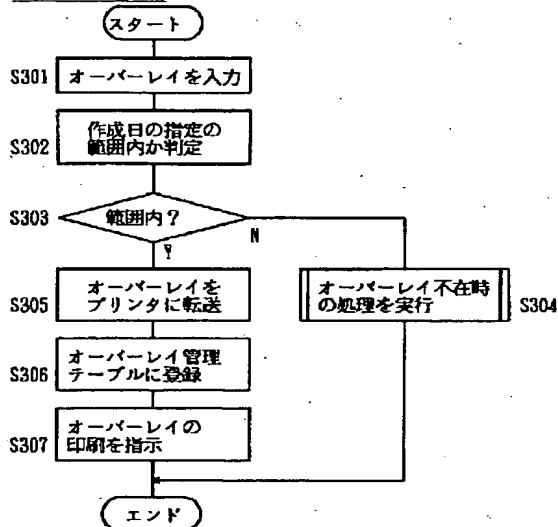 スタート
S301
オーバーレイを入力
S302
作成日の指定の
範囲内か判定
S303
範囲内?
N
Y
S305
オーバーレイを
プリンタに転送
オーバーレイ不在時
の処理を実行
S304
S306
オーバーレイ管理
テーブルに登録
S307
オーバーレイの
印刷を指示
エンド